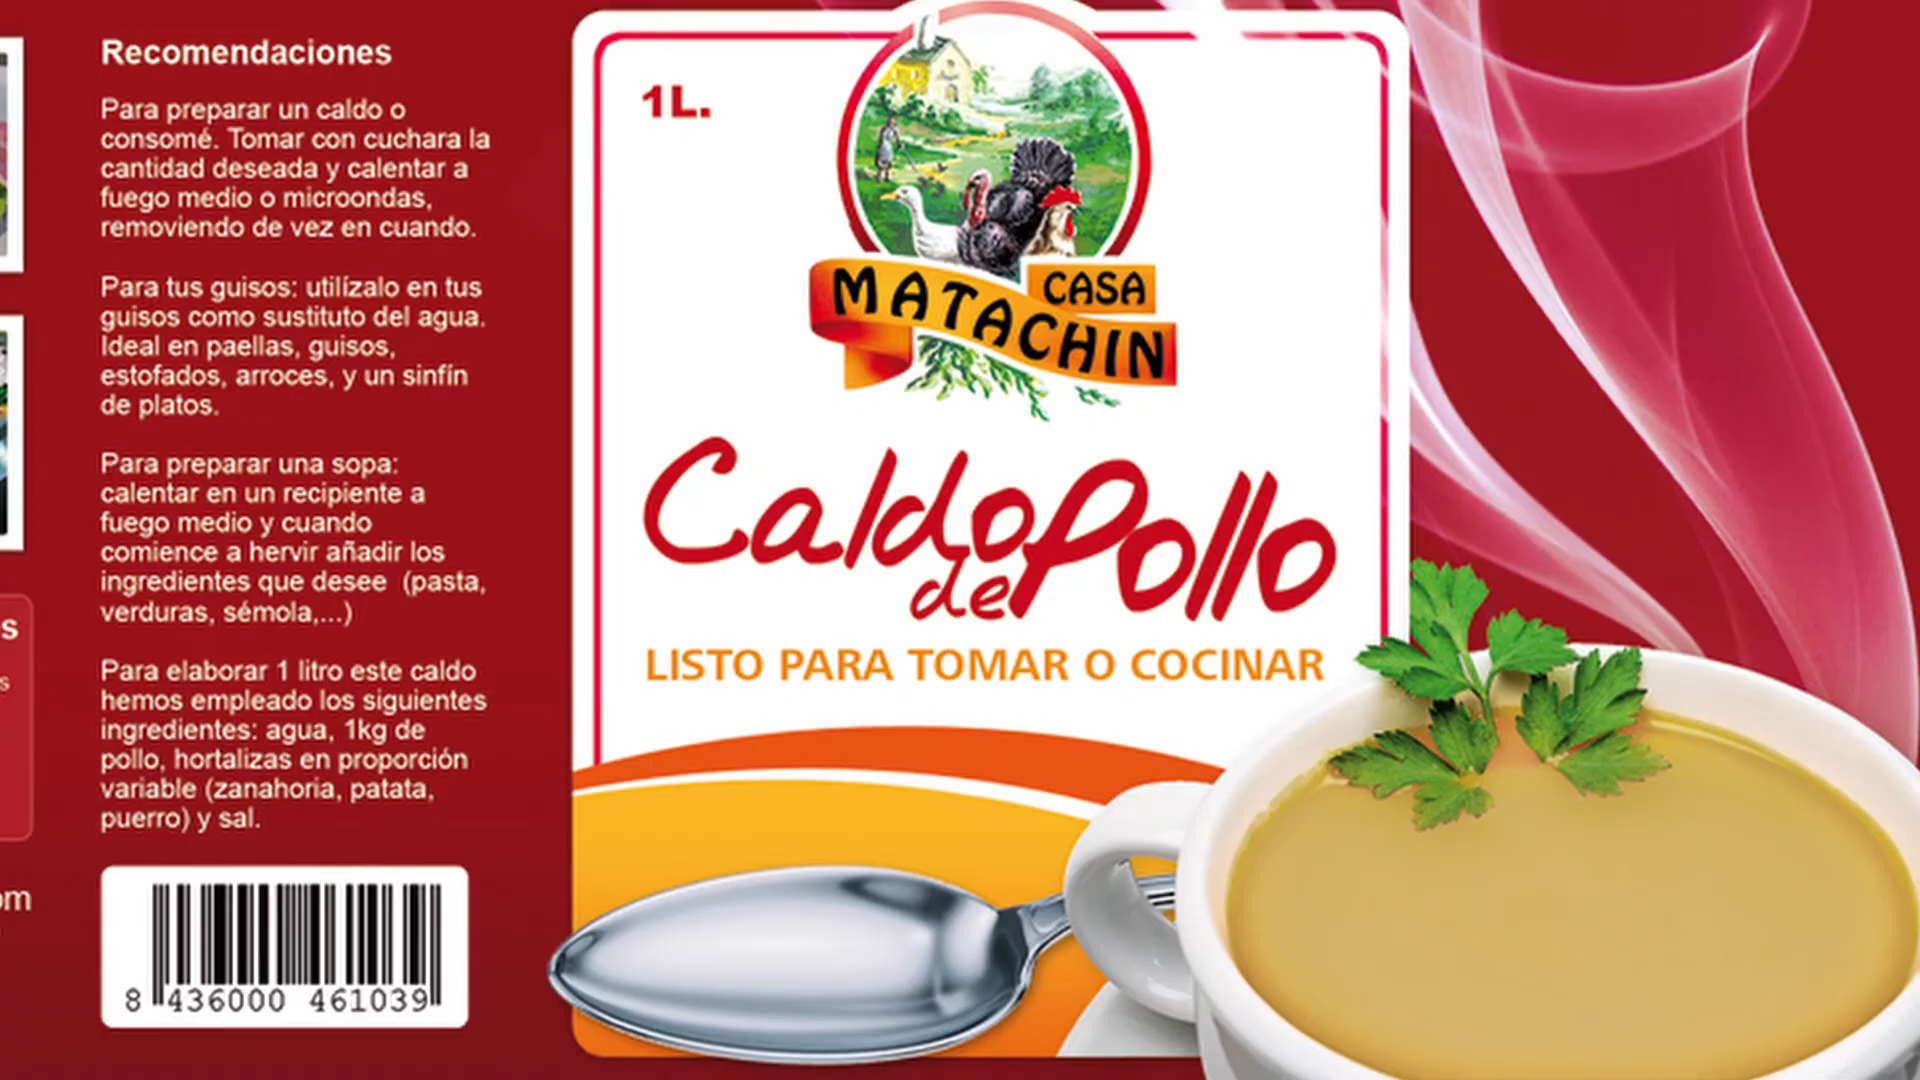 Recomendaciones
Para preparar un caldo o
consomé. Tomar con cuchara la
cantidad deseada y calentar a
fuego medio o microondas,
removiendo de vez en cuando.
Para tus guisos: utilízalo en tus
guisos como sustituto del agua.
Ideal en paellas, guisos,
estofados, arroces, y un sinfín
de platos.
Para preparar una sopa:
calentar en un recipiente a
fuego medio y cuando
comience a hervir añadir los
ingredientes que desee (pasta,
verduras, sémola,...)
Para elaborar 1 litro este caldo
hemos empleado los siguientes
ingredientes: agua, 1kg de
pollo, hortalizas en proporción
variable (zanahoria, patata,
puerro) y sal.
8 436000 461039
1L.
CASA
MATACHIN
Caldo de Pollo
LISTO PARA TOMAR O COCINAR